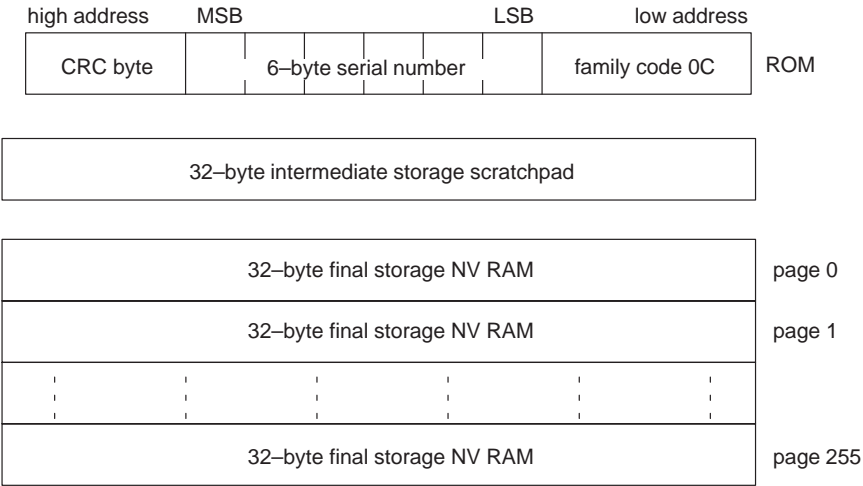 high address MSB LSB low address
CRC byte 6–byte serial number family code 0C ROM
32–byte intermediate storage scratchpad
32–byte final storage NV RAM page 0
32–byte final storage NV RAM page 1
32–byte final storage NV RAM page 255